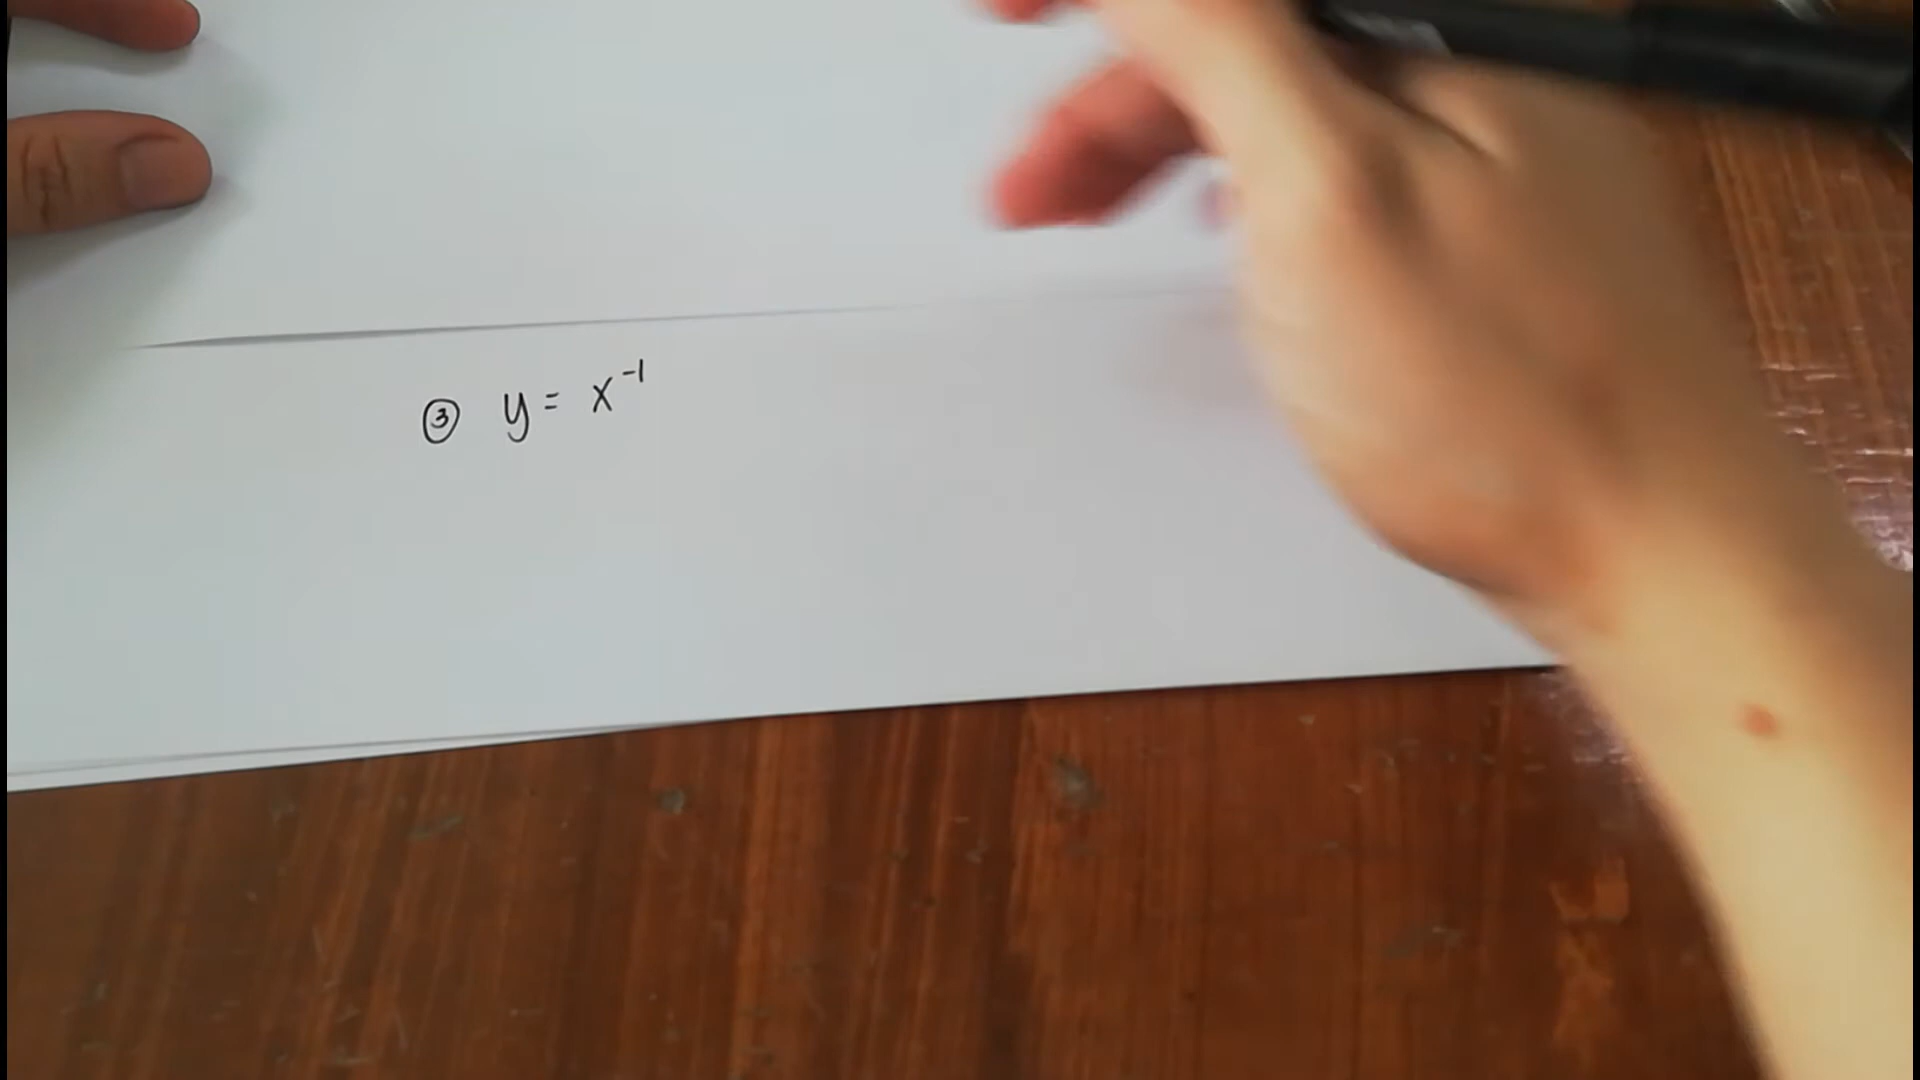 ③ y = x⁻¹